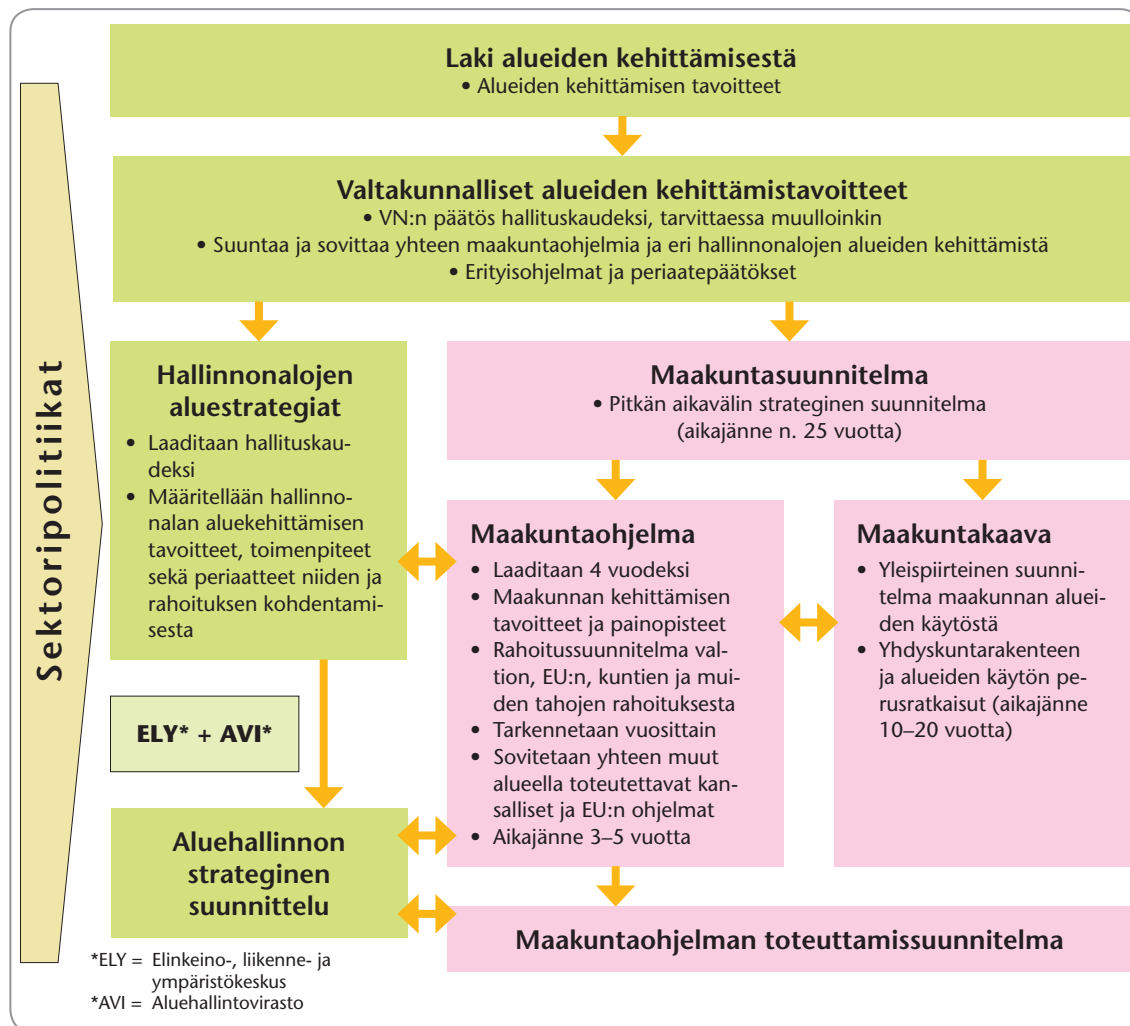 Sektoripolitiikat
Laki alueiden kehittämisestä
• Alueiden kehittämisen tavoitteet
Valtakunnalliset alueiden kehittämistavoitteet
• VN:n päätös hallituskaudeksi, tarvittaessa muulloinkin
• Suuntaa ja sovittaa yhteen maakuntaohjelmia ja eri hallinnonalojen alueiden kehittämistä
• Erityisohjelmat ja periaatepäätökset
Hallinnonalojen
aluestrategiat
• Laaditaan hallituskau-
deksi
• Määritellään hallinno-
nalan aluekehittämisen
tavoitteet, toimenpiteet
sekä periaatteet niiden ja
rahoituksen kohdentami-
sesta
Maakuntasuunnitelma
• Pitkän aikavälin strateginen suunnitelma
(aikajänne n. 25 vuotta)
Maakuntaohjelma
• Laaditaan 4 vuodeksi
• Maakunnan kehittämisen
tavoitteet ja painopisteet
• Rahoitussuunnitelma val-
tion, EU:n, kuntien ja mui-
den tahojen rahoituksesta
• Tarkennetaan vuosittain
• Sovitetaan yhteen muut
alueella toteutettavat kan-
salliset ja EU:n ohjelmat
• Aikajänne 3–5 vuotta
Maakuntakaava
• Yleispiirteinen suunni-
telma maakunnan aluei-
den käytöstä
• Yhdyskuntarakenteen
ja alueiden käytön pe-
rusratkaisut (aikajänne
10–20 vuotta)
ELY* + AVI*
Aluehallinnon
strateginen
suunnittelu
Maakuntaohjelman toteuttamissuunnitelma
*ELY = Elinkeino-, liikenne- ja
ympäristökeskus
*AVI = Aluehallintovirasto